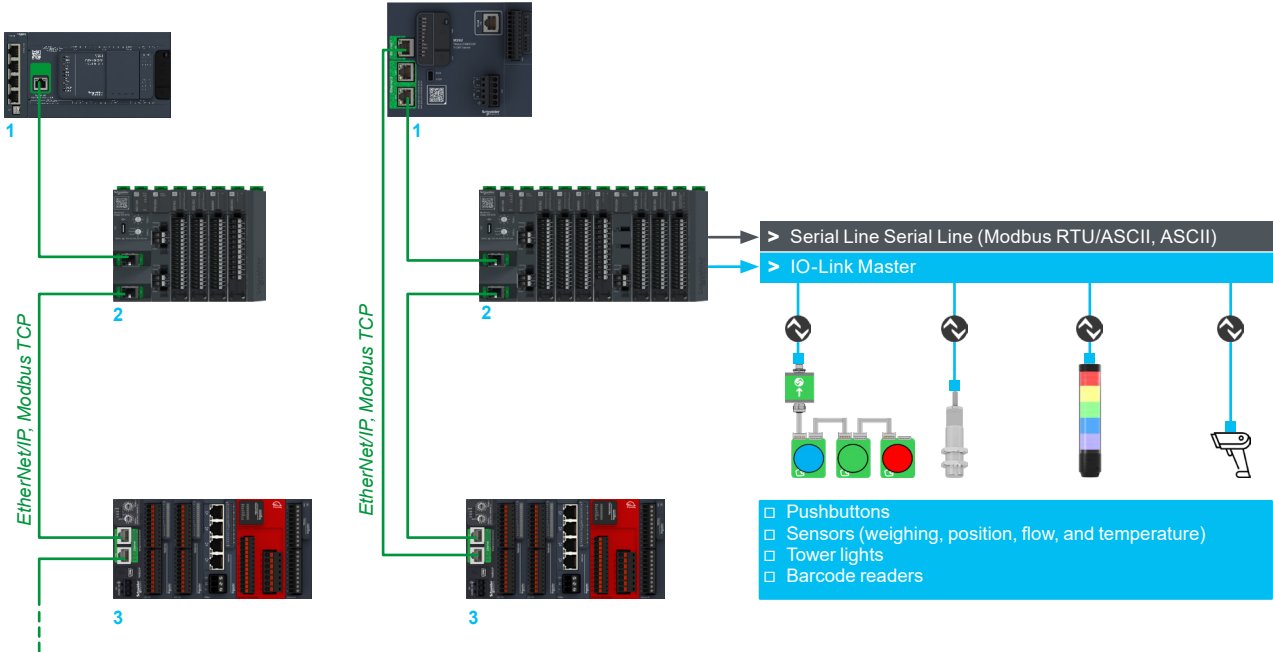 1
1
2
2
> Serial Line Serial Line (Modbus RTU/ASCII, ASCII)
> IO-Link Master
EtherNet/IP, Modbus TCP
EtherNet/IP, Modbus TCP
□ Pushbuttons
□ Sensors (weighing, position, flow, and temperature)
□ Tower lights
□ Barcode readers
3
3